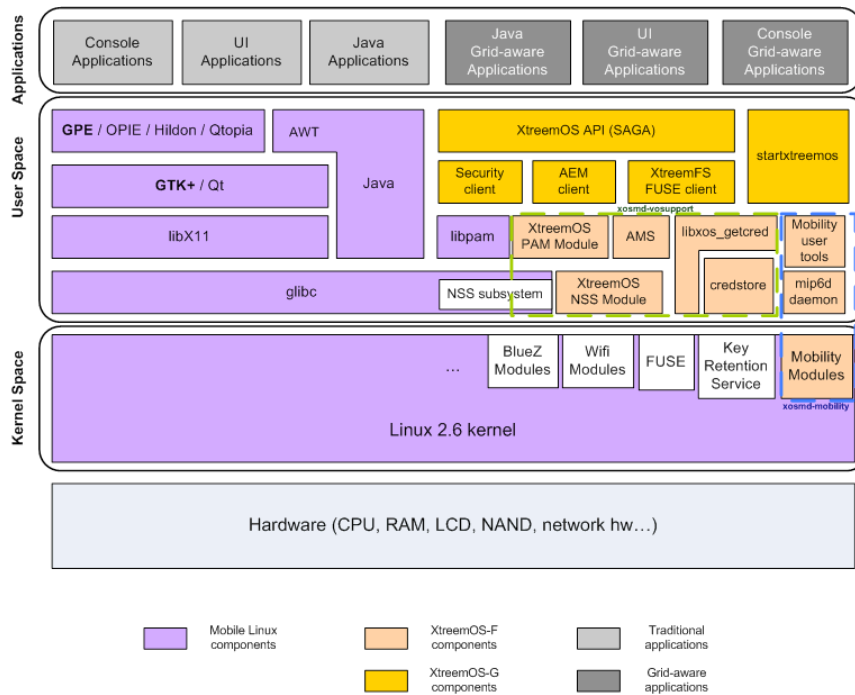 Applications
Console
Applications
UI
Applications
Java
Applications
Java
Grid-aware
Applications
UI
Grid-aware
Applications
Console
Grid-aware
Applications
User Space
GPE / OPIE / Hildon / Qtopia
AWT
XtreemOS API (SAGA)
startxtreemos
GTK+ / Qt
Java
Security
client
AEM
client
XtreemFS
FUSE client
xosmd-vosupport
libX11
libpam
XtreemOS
PAM Module
AMS
libxos_getcred
Mobility
user
tools
glibc
NSS subsystem
XtreemOS
NSS Module
credstore
mip6d
daemon
Kernel Space
...
BlueZ
Modules
Wifi
Modules
FUSE
Key
Retention
Service
Mobility
Modules
xosmd-mobility
Linux 2.6 kernel
Hardware (CPU, RAM, LCD, NAND, network hw...)
Mobile Linux
components
XtreemOS-F
components
Traditional
applications
XtreemOS-G
components
Grid-aware
applications